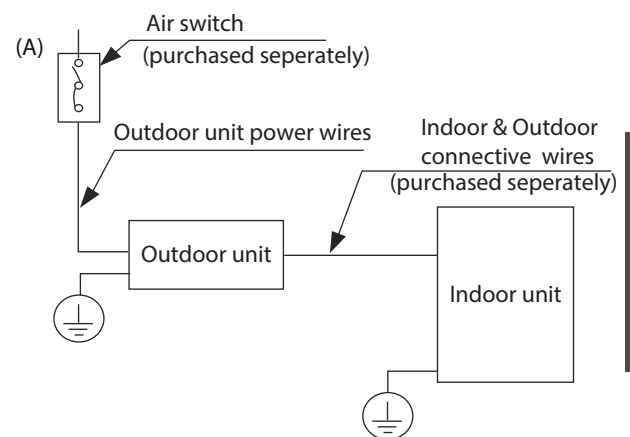 (A)
Air switch
(purchased seperately)
Outdoor unit power wires
Indoor & Outdoor
connective wires
(purchased seperately)
Outdoor unit
Indoor unit